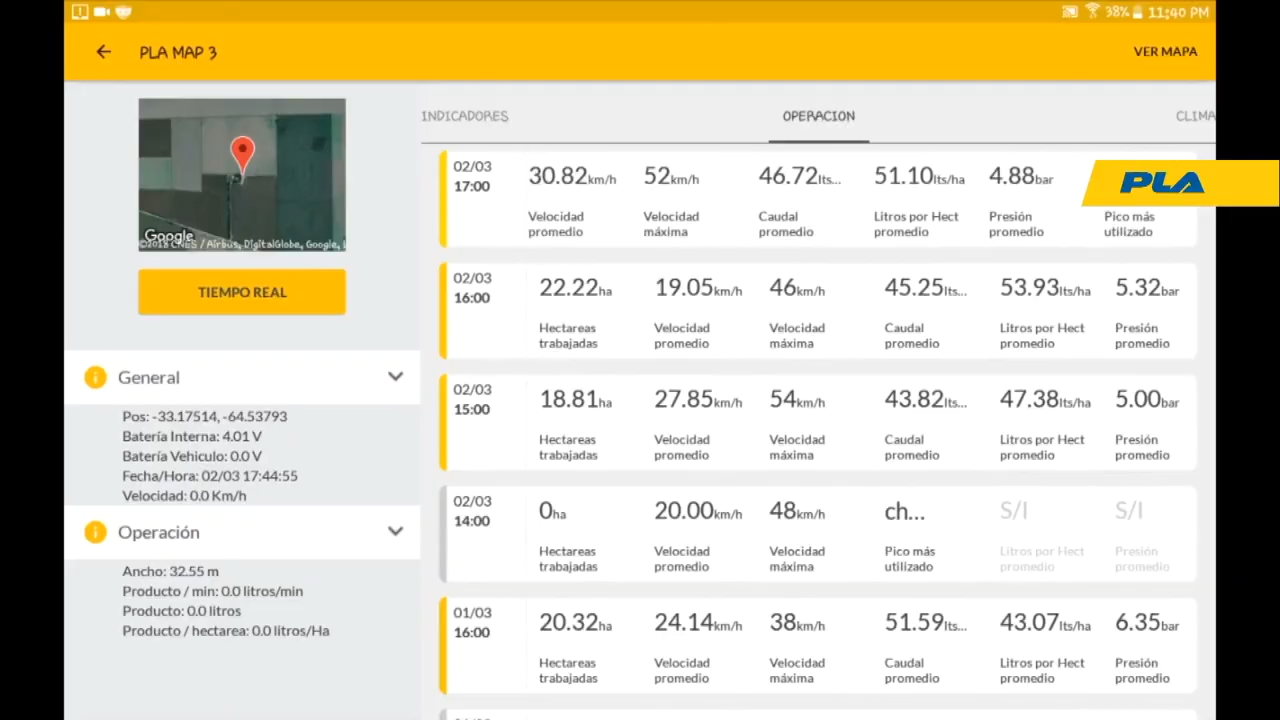 38% 11:40 PM
PLA MAP 3
VER MAPA
Google
©2018 CNES / Airbus, DigitalGlobe, Google, L
TIEMPO REAL
General
Pos: -33.17514, -64.53793
Batería Interna: 4.01 V
Batería Vehiculo: 0.0 V
Fecha/Hora: 02/03 17:44:55
Velocidad: 0.0 Km/h
Operación
Ancho: 32.55 m
Producto / min: 0.0 litros/min
Producto: 0.0 litros
Producto / hectarea: 0.0 litros/Ha
INDICADORES OPERACION CLIMA
PLA
02/03
17:00
30.82km/h 52km/h 46.72lts... 51.10lts/ha 4.88bar
Velocidad promedio Velocidad máxima Caudal promedio Litros por Hect promedio Presión promedio Pico más utilizado
02/03
16:00
22.22ha 19.05km/h 46km/h 45.25lts... 53.93lts/ha 5.32bar
Hectareas trabajadas Velocidad promedio Velocidad máxima Caudal promedio Litros por Hect promedio Presión promedio
02/03
15:00
18.81ha 27.85km/h 54km/h 43.82lts... 47.38lts/ha 5.00bar
Hectareas trabajadas Velocidad promedio Velocidad máxima Caudal promedio Litros por Hect promedio Presión promedio
02/03
14:00
0ha 20.00km/h 48km/h ch... S/I S/I
Hectareas trabajadas Velocidad promedio Velocidad máxima Pico más utilizado Litros por Hect promedio Presión promedio
01/03
16:00
20.32ha 24.14km/h 38km/h 51.59lts... 43.07lts/ha 6.35bar
Hectareas trabajadas Velocidad promedio Velocidad máxima Caudal promedio Litros por Hect promedio Presión promedio